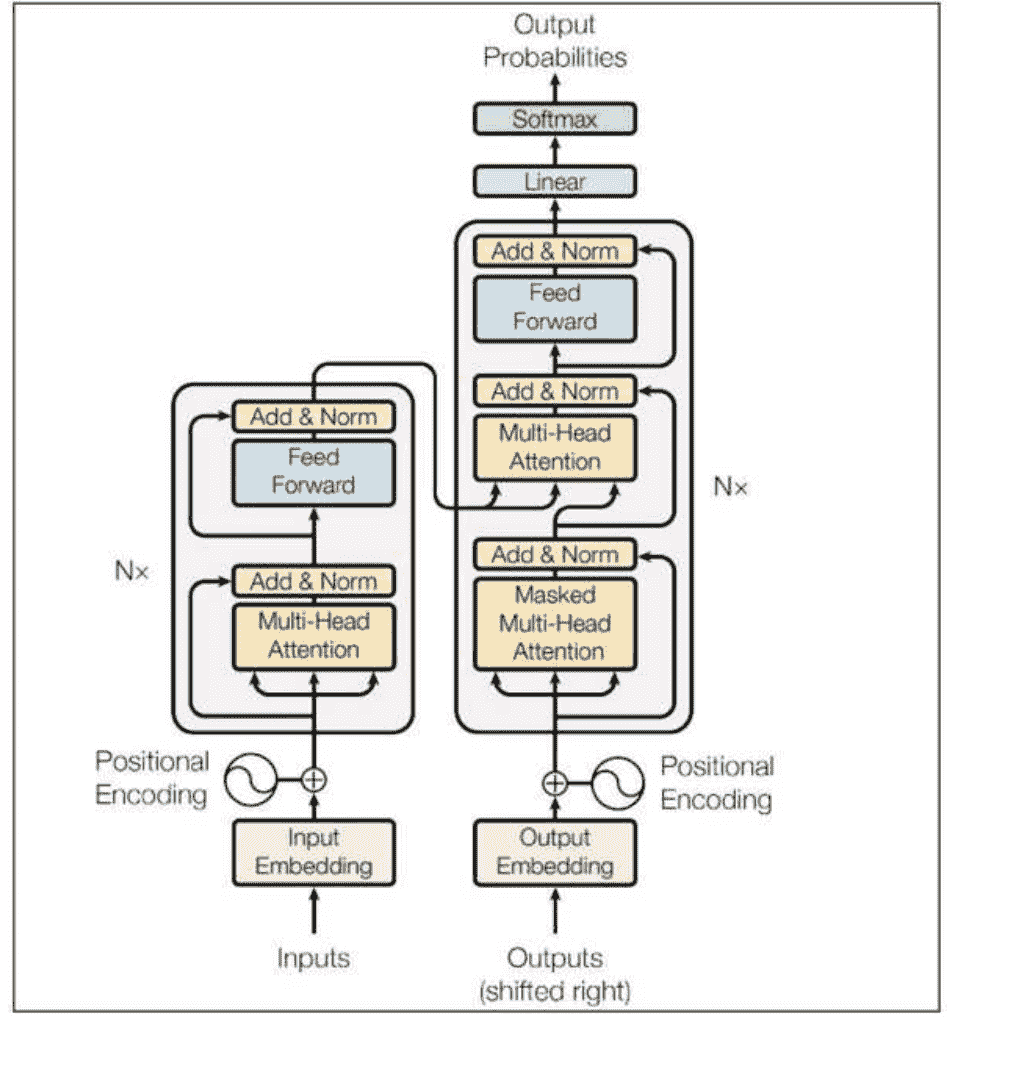 Output
Probabilities
Softmax
Linear
Add & Norm
Feed
Forward
Add & Norm
Multi-Head
Attention
Add & Norm
Masked
Multi-Head
Attention
Nx
Add & Norm
Feed
Forward
Add & Norm
Multi-Head
Attention
Nx
Positional
Encoding
Positional
Encoding
Input
Embedding
Output
Embedding
Inputs
Outputs
(shifted right)